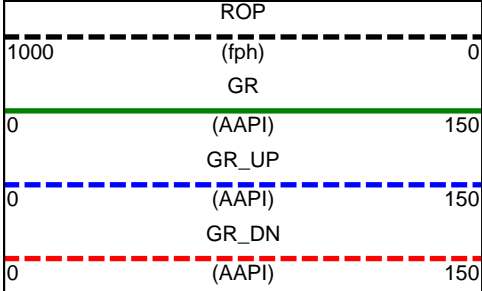 ROP
1000 (fph) 0
GR
0 (AAPI) 150
GR_UP
0 (AAPI) 150
GR_DN
0 (AAPI) 150